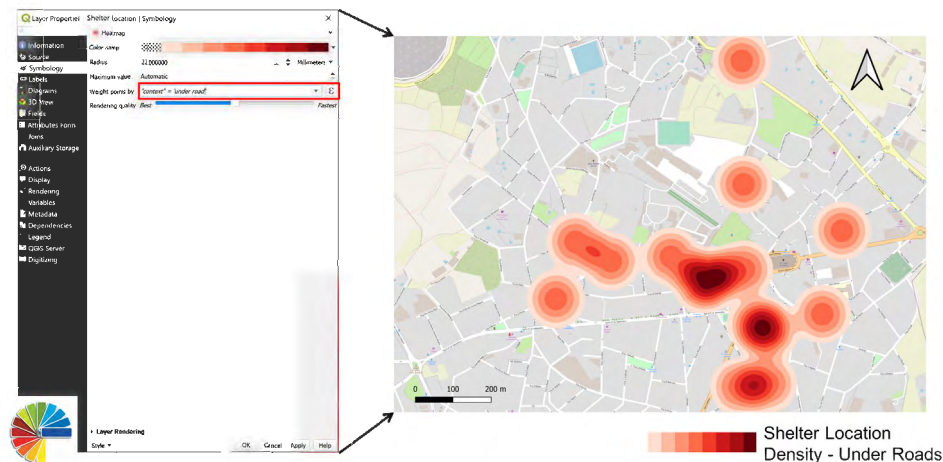 Layer Properties Shelter Location | Symbology
Heatmap
Information
Source
Symbology
Labels
Diagrams
3D View
Fields
Attributes Form
Joins
Auxiliary Storage
Actions
Display
Rendering
Variables
Metadata
Dependencies
Legend
QGIS Server
Digitizing
Color ramp
Radius 22.000000 Millimeters
Maximum value Automatic
Weight points by "context" = 'under road'
Rendering quality Best Fastest
Layer Rendering
Style OK Cancel Apply Help
0 100 200 m
Shelter Location
Density - Under Roads